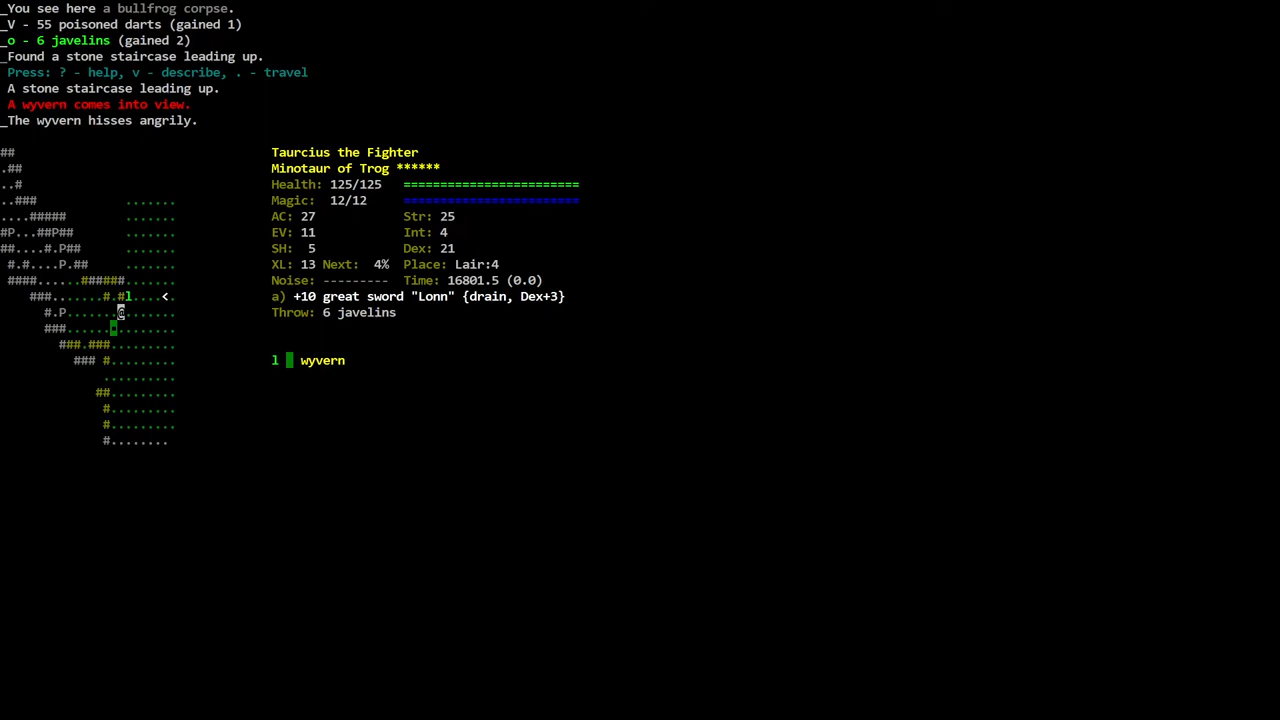 _You see here a bullfrog corpse.
_V - 55 poisoned darts (gained 1)
_o - 6 javelins (gained 2)
_Found a stone staircase leading up.
Press: ? - help, v - describe, . - travel
A stone staircase leading up.
A wyvern comes into view.
_The wyvern hisses angrily.
##
.##
..#
..### .......
....##### .......
#P...##P## .......
##....#.P## .......
#.#....P.## .......
####......###### .......
###.......#.#l....<.
#.P.......@.......
###...... ........
###.###.........
### #.........
..........
##.........
#.........
#.........
#........
Taurcius the Fighter
Minotaur of Trog ******
Health: 125/125 ========================
Magic: 12/12 ========================
AC: 27 Str: 25
EV: 11 Int: 4
SH: 5 Dex: 21
XL: 13 Next: 4% Place: Lair:4
Noise: --------- Time: 16801.5 (0.0)
a) +10 great sword "Lonn" {drain, Dex+3}
Throw: 6 javelins
l wyvern